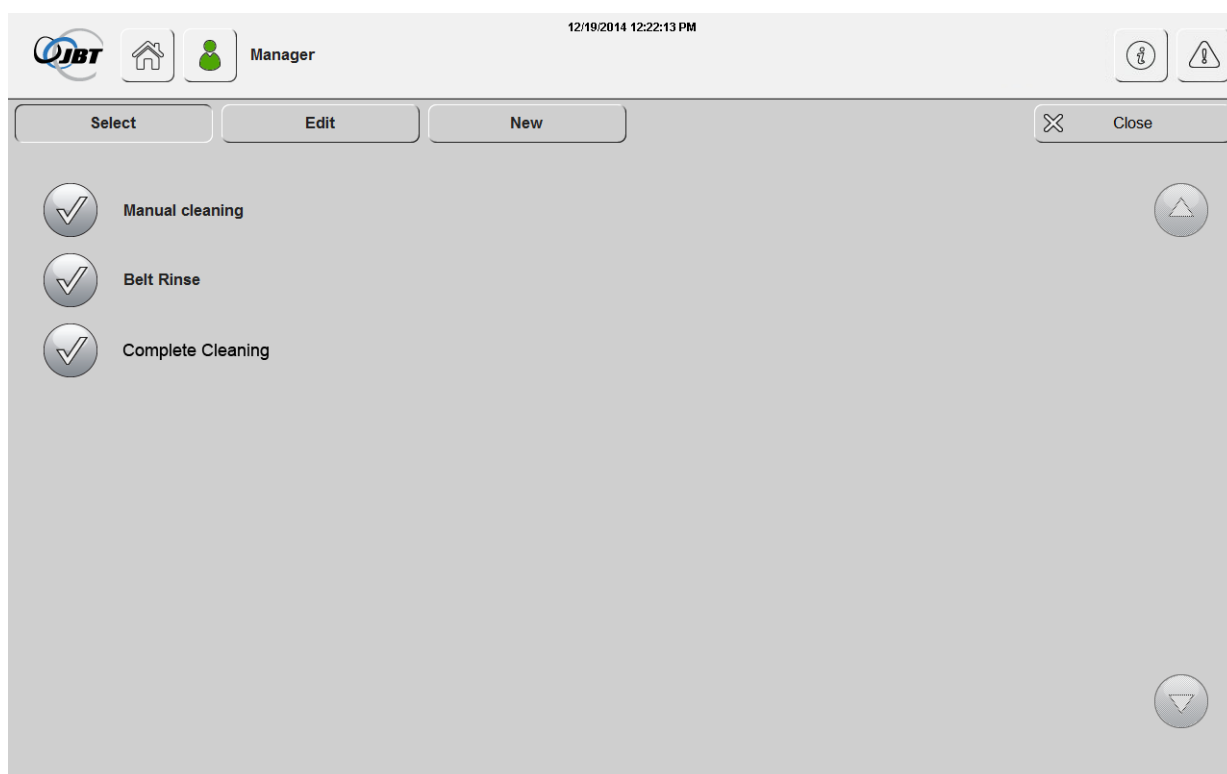 12/19/2014 12:22:13 PM
JBT
Manager
Select
Edit
New
Close
Manual cleaning
Belt Rinse
Complete Cleaning